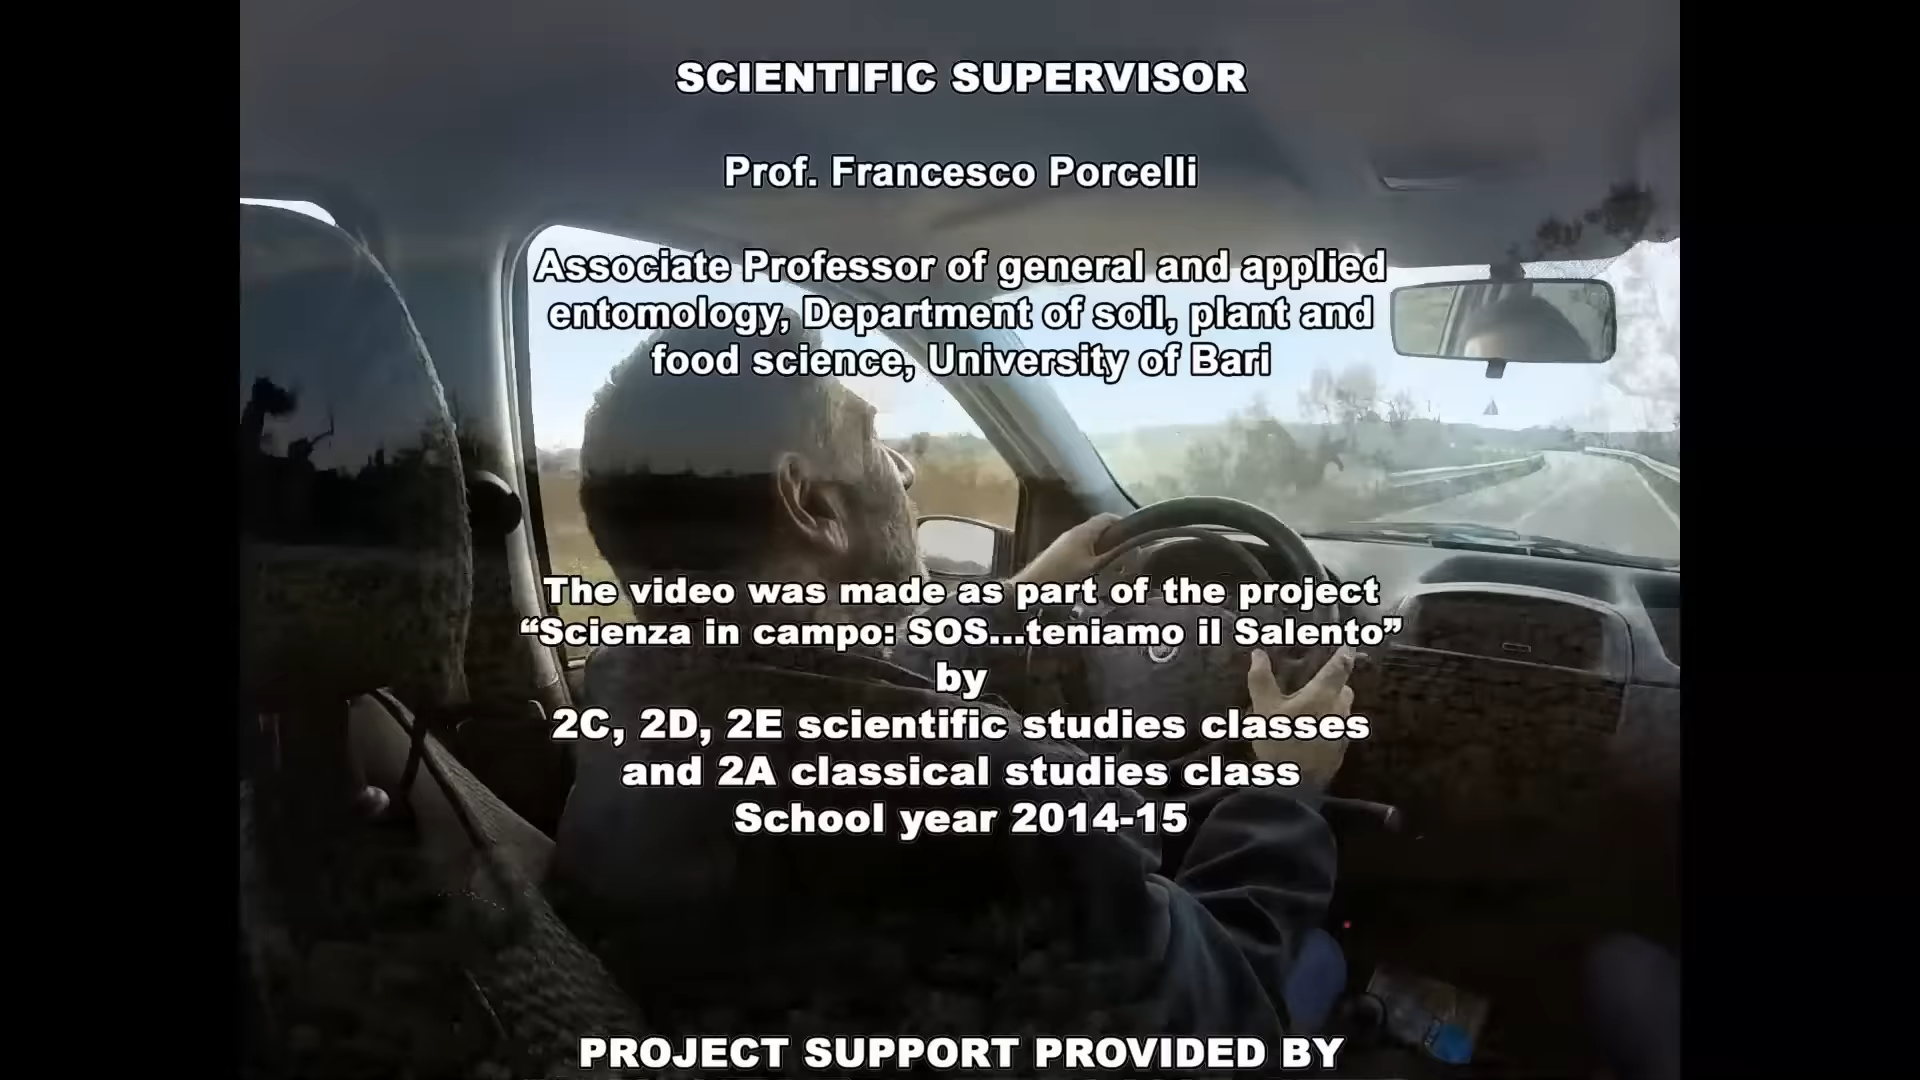 SCIENTIFIC SUPERVISOR
Prof. Francesco Porcelli
Associate Professor of general and applied
entomology, Department of soil, plant and
food science, University of Bari
The video was made as part of the project
“Scienza in campo: SOS...teniamo il Salento”
by
2C, 2D, 2E scientific studies classes
and 2A classical studies class
School year 2014-15
PROJECT SUPPORT PROVIDED BY